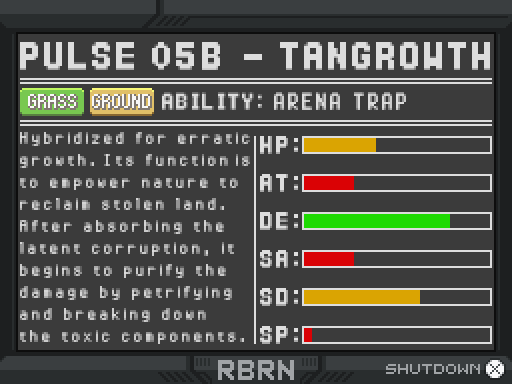 PULSE 05B - TANGROWTH
GRASS GROUND ABILITY: ARENA TRAP
Hybridized for erratic
growth. Its function is
to empower nature to
reclaim stolen land.
After absorbing the
latent corruption, it
begins to purify the
damage by petrifying
and breaking down
the toxic components.
HP:
AT:
DE:
SA:
SD:
SP:
RBRN
SHUTDOWN